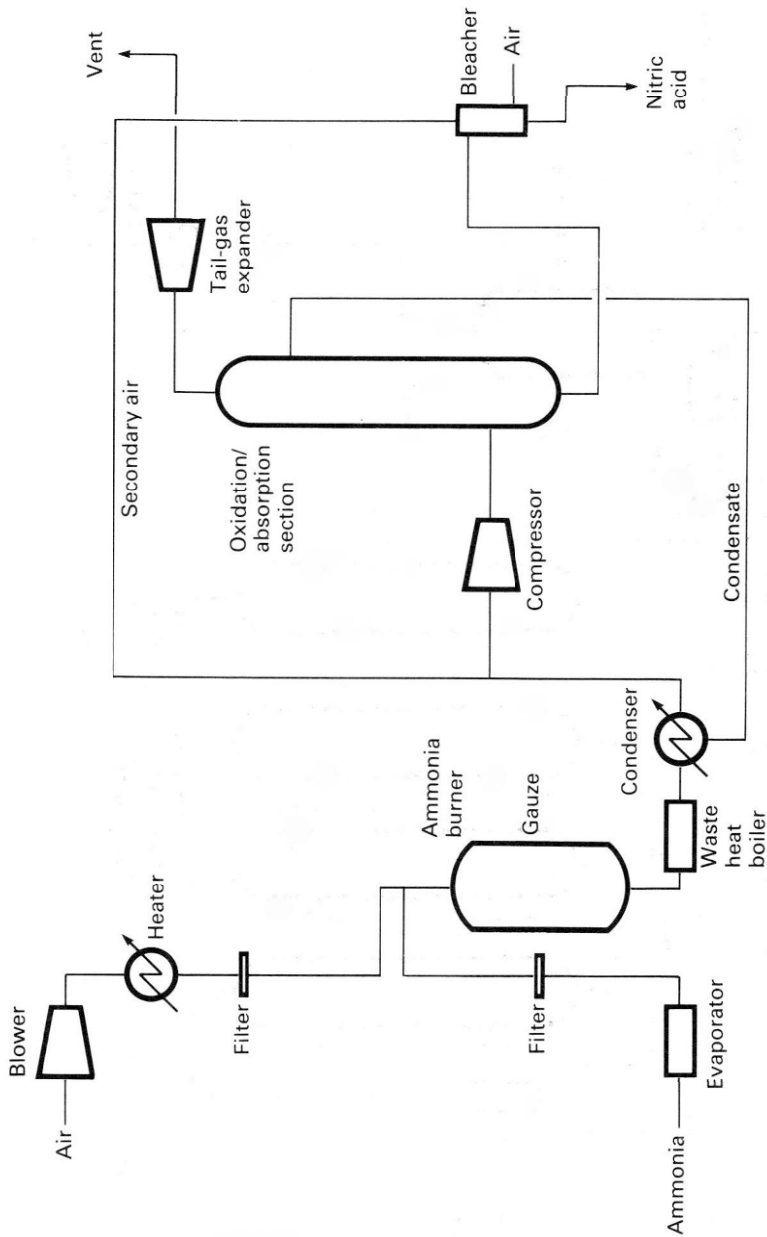 Air
Blower
Heater
Filter
Ammonia
Evaporator
Filter
Ammonia
burner
Gauze
Waste
heat
boiler
Condenser
Condensate
Compressor
Secondary air
Oxidation/
absorption
section
Tail-gas
expander
Vent
Bleacher
Air
Nitric
acid